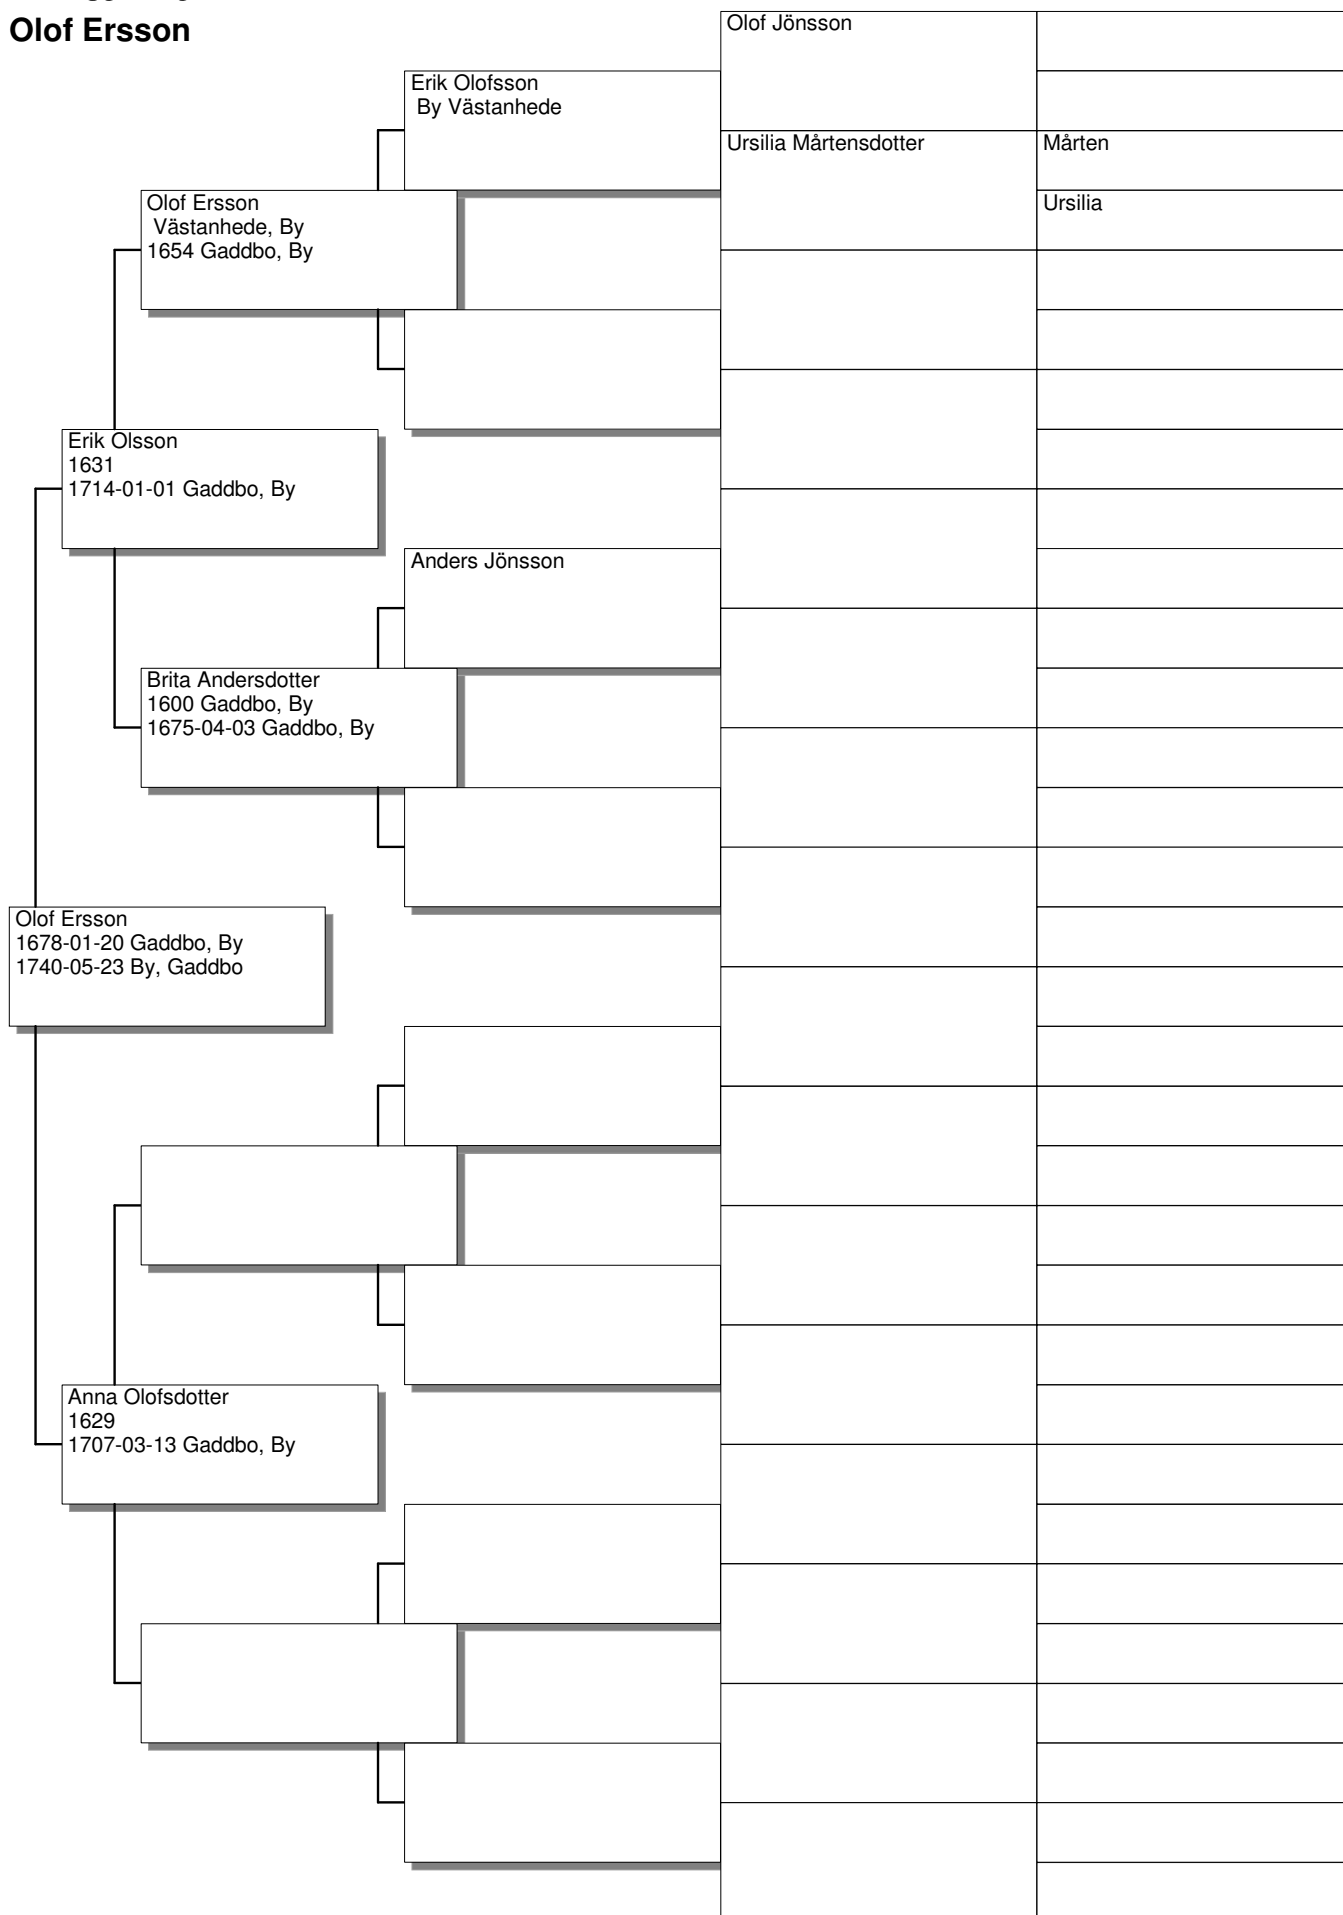 Olof Ersson
Olof Jönsson
Erik Olofsson
By Västanhede
Ursilia Mårtensdotter
Mårten
Olof Ersson
Västanhede, By
1654 Gaddbo, By
Ursilia
Erik Olsson
1631
1714-01-01 Gaddbo, By
Anders Jönsson
Brita Andersdotter
1600 Gaddbo, By
1675-04-03 Gaddbo, By
Olof Ersson
1678-01-20 Gaddbo, By
1740-05-23 By, Gaddbo
Anna Olofsdotter
1629
1707-03-13 Gaddbo, By